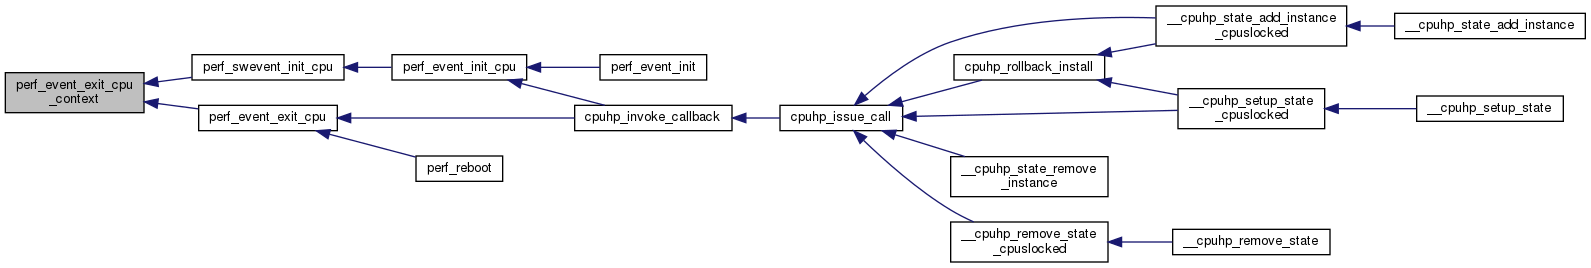 perf_event_exit_cpu
_context
perf_swevent_init_cpu
perf_event_exit_cpu
perf_event_init_cpu
perf_reboot
perf_event_init
cpuhp_invoke_callback
cpuhp_issue_call
cpuhp_rollback_install
__cpuhp_state_remove
_instance
__cpuhp_remove_state
_cpuslocked
__cpuhp_state_add_instance
_cpuslocked
__cpuhp_setup_state
_cpuslocked
__cpuhp_remove_state
__cpuhp_state_add_instance
__cpuhp_setup_state